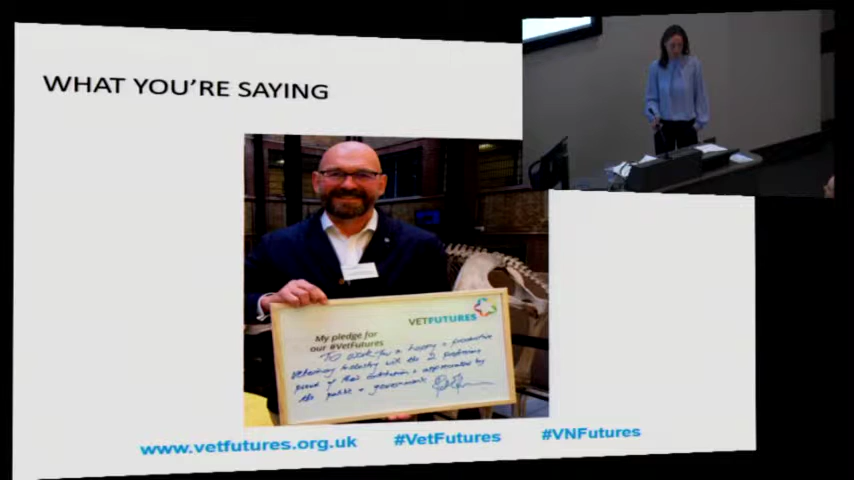 WHAT YOU'RE SAYING
VETFUTURES
My pledge for
our #VetFutures
To work for a happy + productive
veterinary industry with the 2 professions
proud of their contribution + appreciated by
the public + government
www.vetfutures.org.uk #VetFutures #VNFutures